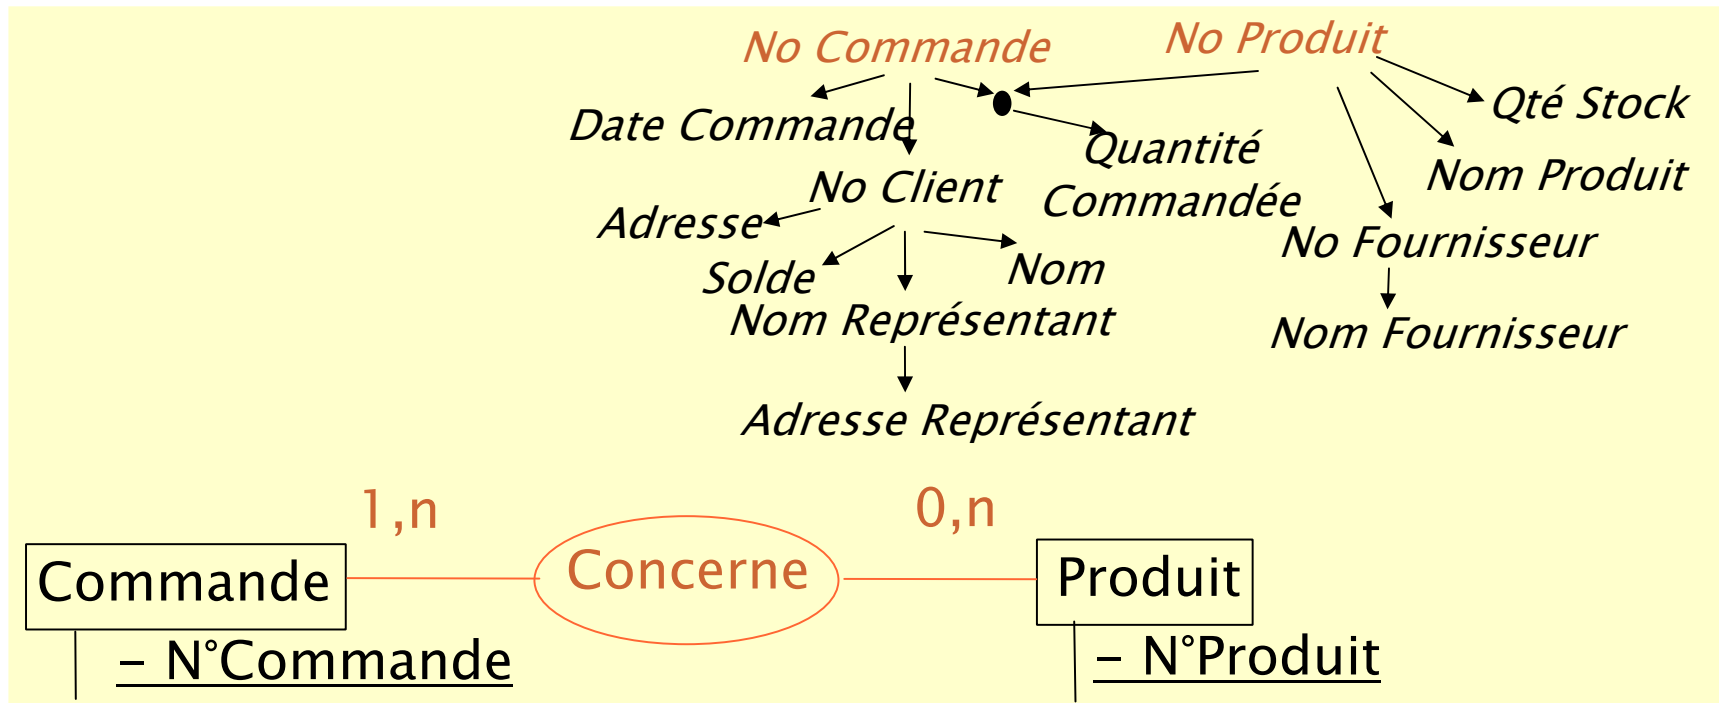 No Commande
No Produit
Qté Stock
Date Commande
Quantité
Commandée
Nom Produit
No Client
Adresse
No Fournisseur
Solde
Nom
Nom Représentant
Nom Fournisseur
Adresse Représentant
1,n
0,n
Commande
Concerne
Produit
- N°Commande
- N°Produit